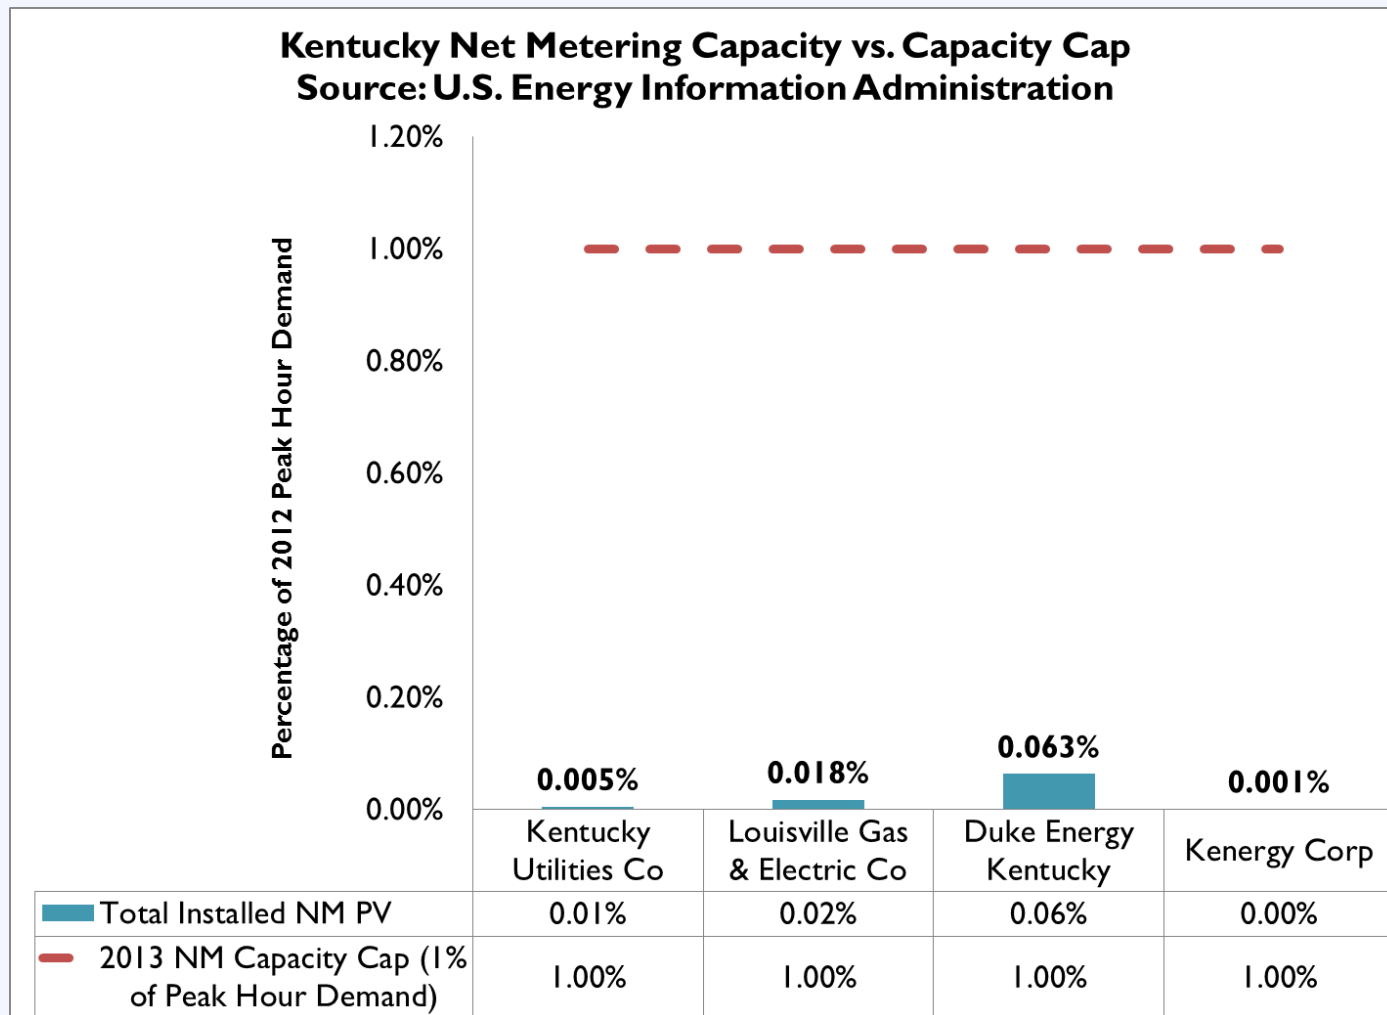 Kentucky Net Metering Capacity vs. Capacity Cap
Source: U.S. Energy Information Administration
Percentage of 2012 Peak Hour Demand
1.20%
1.00%
0.80%
0.60%
0.40%
0.20%
0.00%
0.005%
0.018%
0.063%
0.001%
Kentucky
Utilities Co
Louisville Gas
& Electric Co
Duke Energy
Kentucky
Kenergy Corp
Total Installed NM PV
0.01%
0.02%
0.06%
0.00%
2013 NM Capacity Cap (1%
of Peak Hour Demand)
1.00%
1.00%
1.00%
1.00%